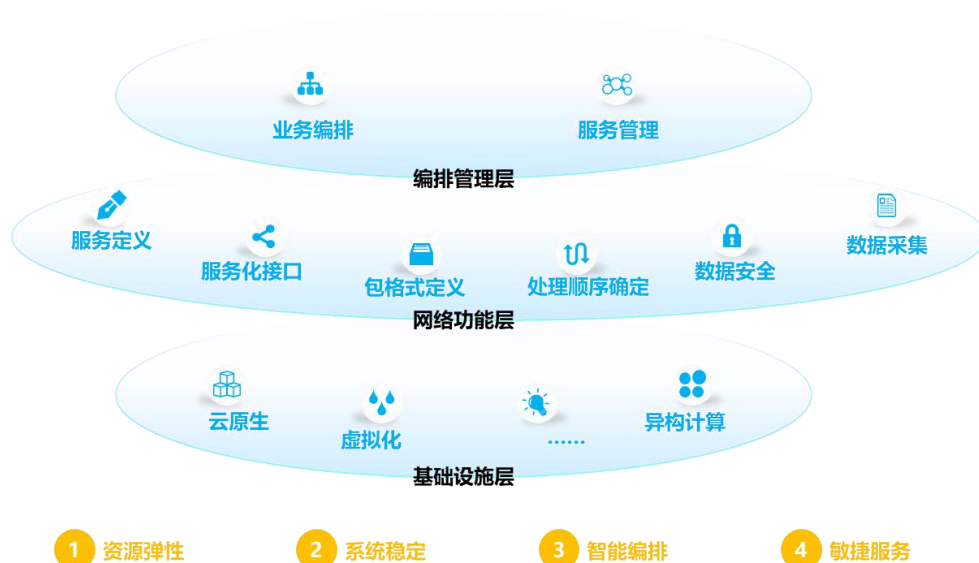 业务编排
服务管理
编排管理层
服务定义
服务化接口
包格式定义
处理顺序确定
数据安全
数据采集
网络功能层
云原生
虚拟化
……
异构计算
基础设施层
1 资源弹性
2 系统稳定
3 智能编排
4 敏捷服务